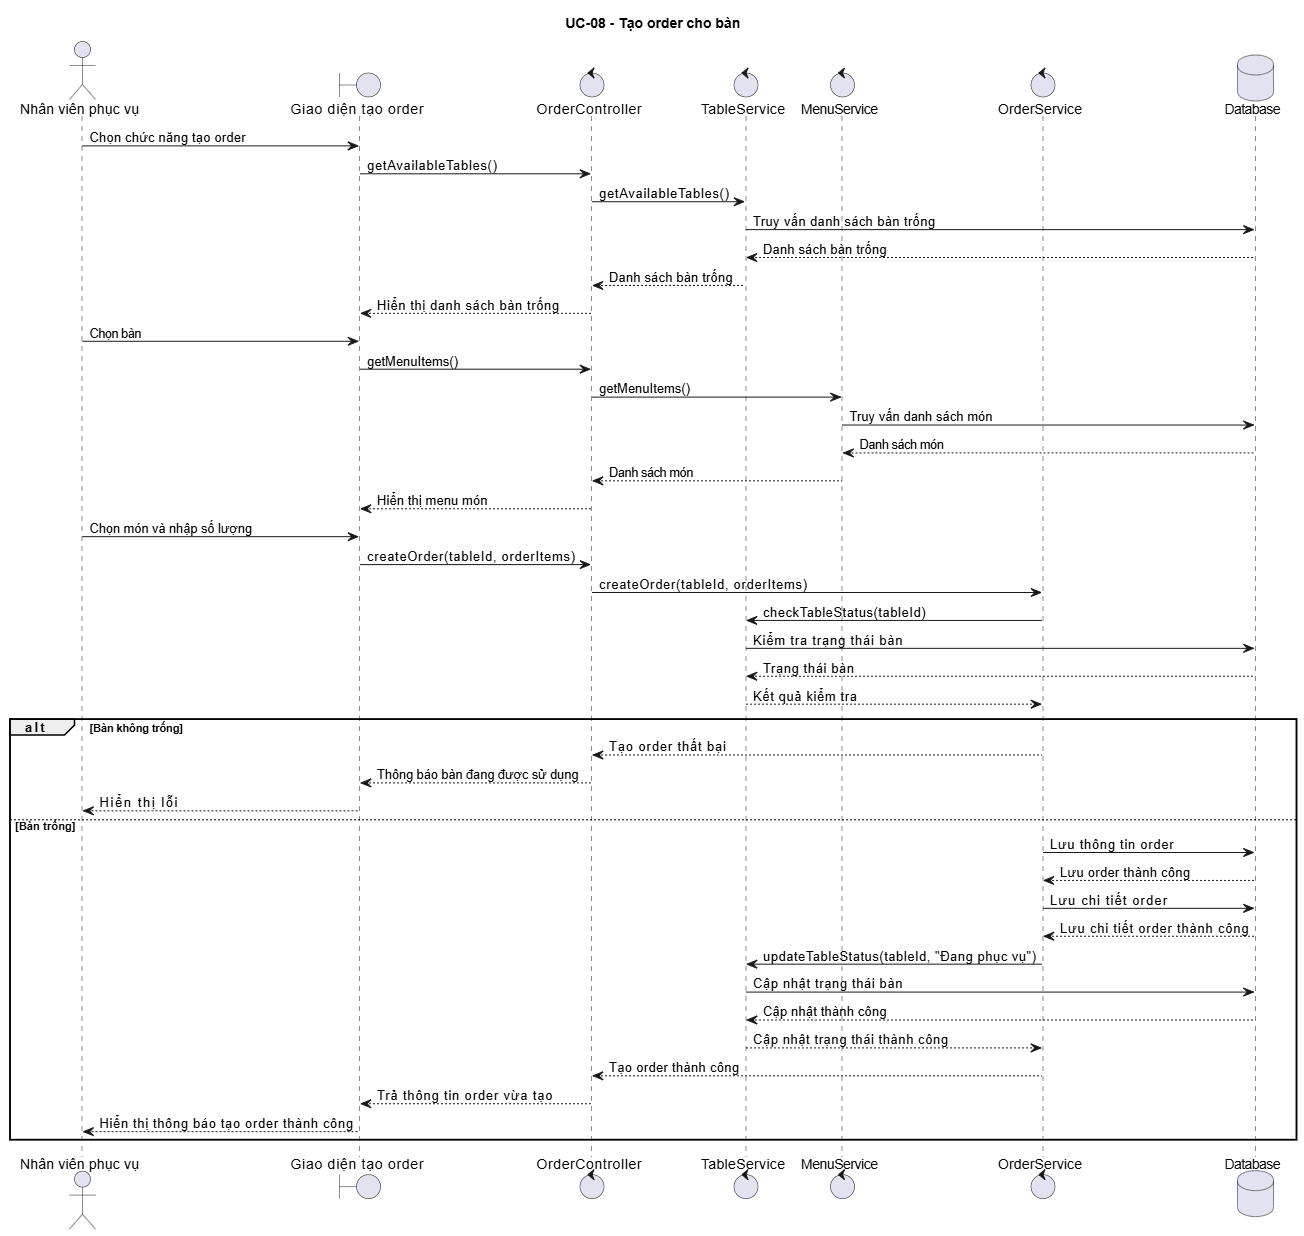 UC-08 - Tạo order cho bàn
Nhân viên phục vụ
Giao diện tạo order
OrderController
TableService
MenuService
OrderService
Database
Chọn chức năng tạo order
getAvailableTables()
getAvailableTables()
Truy vấn danh sách bàn trống
Danh sách bàn trống
Danh sách bàn trống
Hiển thị danh sách bàn trống
Chọn bàn
getMenuItems()
getMenuItems()
Truy vấn danh sách món
Danh sách món
Danh sách món
Hiển thị menu món
Chọn món và nhập số lượng
createOrder(tableId, orderItems)
createOrder(tableId, orderItems)
checkTableStatus(tableId)
Kiểm tra trạng thái bàn
Trạng thái bàn
Kết quả kiểm tra
alt
[Bàn không trống]
Tạo order thất bại
Thông báo bàn đang được sử dụng
Hiển thị lỗi
[Bàn trống]
Lưu thông tin order
Lưu order thành công
Lưu chi tiết order
Lưu chi tiết order thành công
updateTableStatus(tableId, "Đang phục vụ")
Cập nhật trạng thái bàn
Cập nhật thành công
Cập nhật trạng thái thành công
Tạo order thành công
Trả thông tin order vừa tạo
Hiển thị thông báo tạo order thành công
Nhân viên phục vụ
Giao diện tạo order
OrderController
TableService
MenuService
OrderService
Database